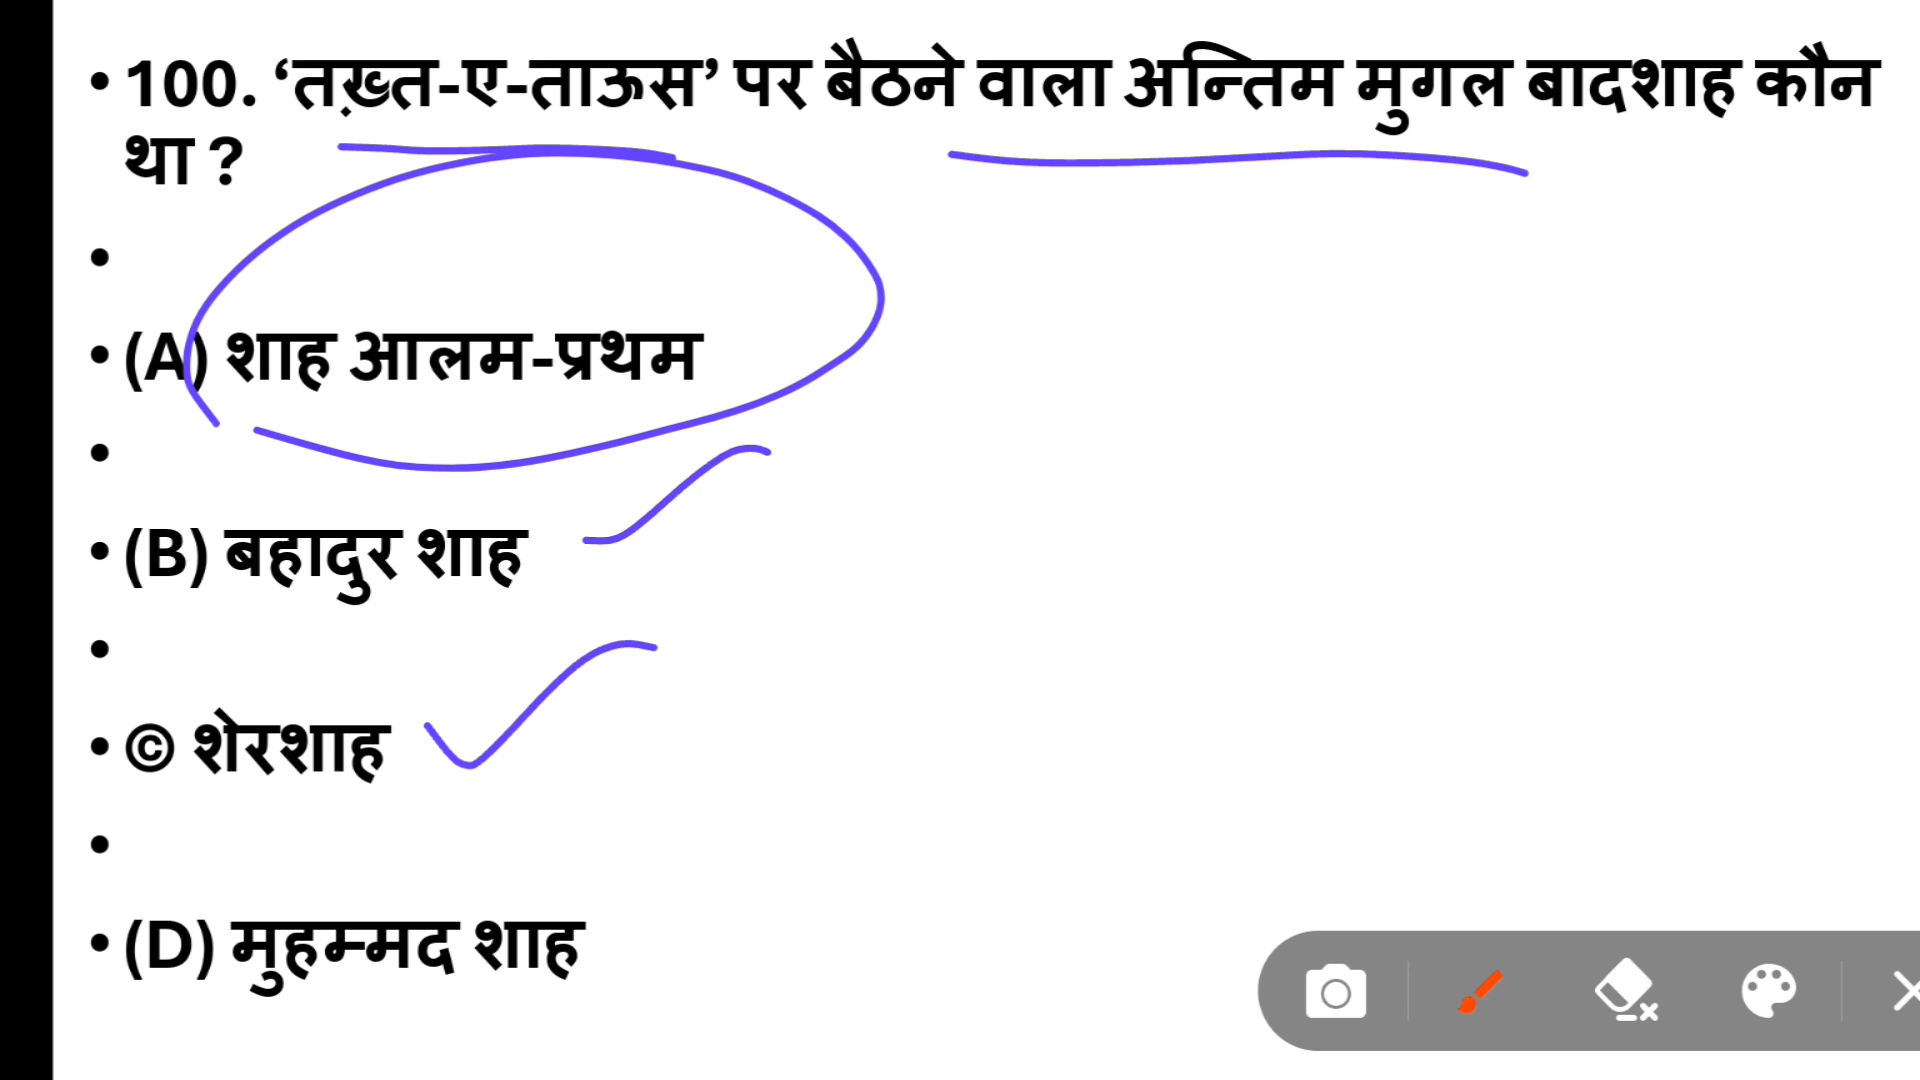 • 100. ‘तख़्त-ए-ताऊस’ पर बैठने वाला अन्तिम मुगल बादशाह कौन
था ?
•
• (A) शाह आलम-प्रथम
•
• (B) बहादुर शाह
•
• © शेरशाह
•
• (D) मुहम्मद शाह